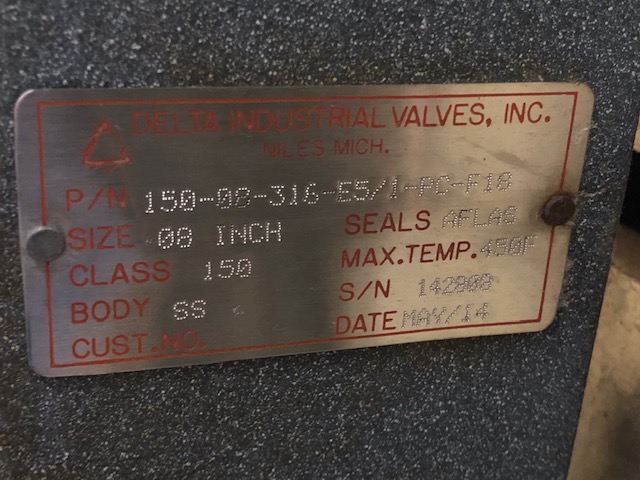 DELTA INDUSTRIAL VALVES, INC.
NILES MICH.
P/N 150-08-316-E5/1-PC-F18
SIZE 08 INCH
CLASS 150
BODY SS
CUST.NO.
SEALS AFLAS
MAX.TEMP. 450F
S/N 142808
DATE MAY/14